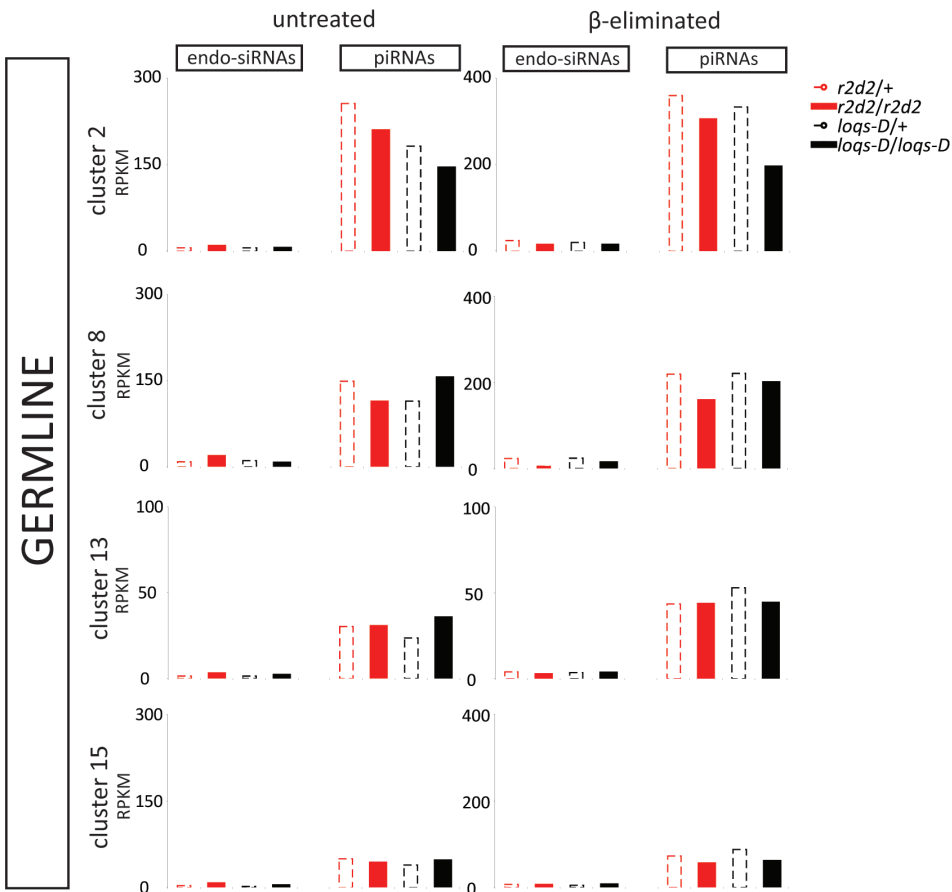 untreated
β-eliminated
endo-siRNAs
piRNAs
endo-siRNAs
piRNAs
r2d2/+
r2d2/r2d2
loqs-D/+
loqs-D/loqs-D
GERMLINE
cluster 2
RPKM
300
150
0
400
200
0
cluster 8
RPKM
300
150
0
400
200
0
cluster 13
RPKM
100
50
0
100
50
0
cluster 15
RPKM
300
150
0
400
200
0